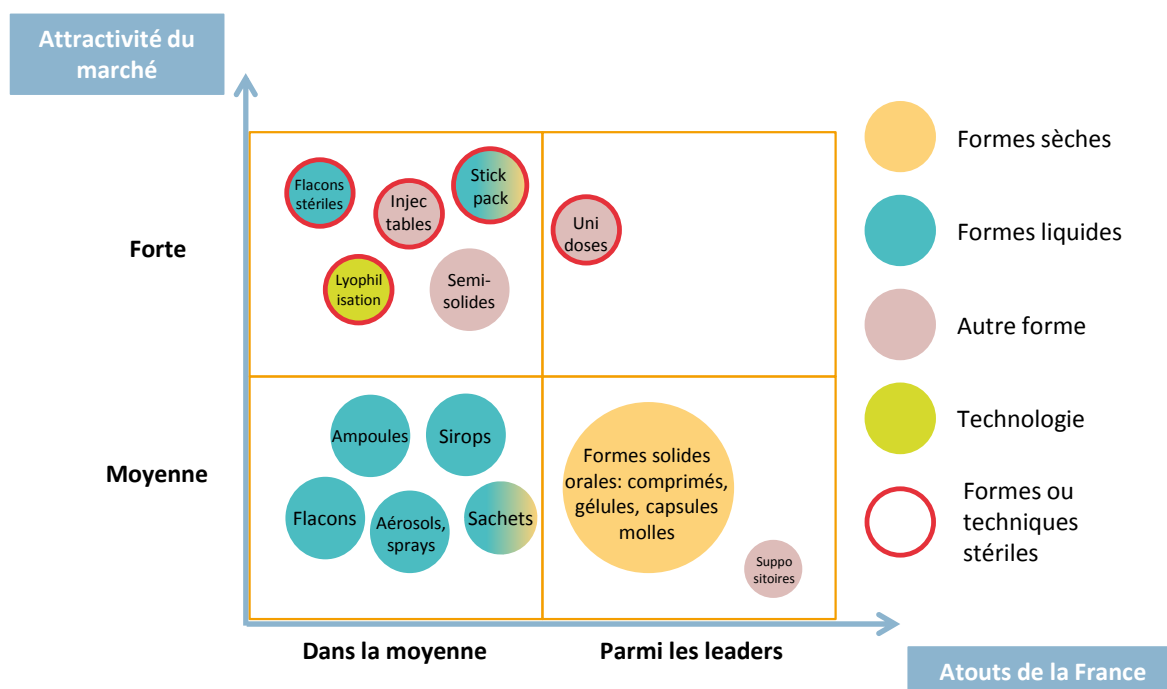 Attractivité du
marché
Forte
Moyenne
Flacons
stériles
Injec
tables
Stick
pack
Lyophil
isation
Semi-
solides
Uni
doses
Ampoules
Sirops
Flacons
Aérosols,
sprays
Sachets
Formes solides
orales: comprimés,
gélules, capsules
molles
Suppo
sitoires
Formes sèches
Formes liquides
Autre forme
Technologie
Formes ou
techniques
stériles
Dans la moyenne
Parmi les leaders
Atouts de la France